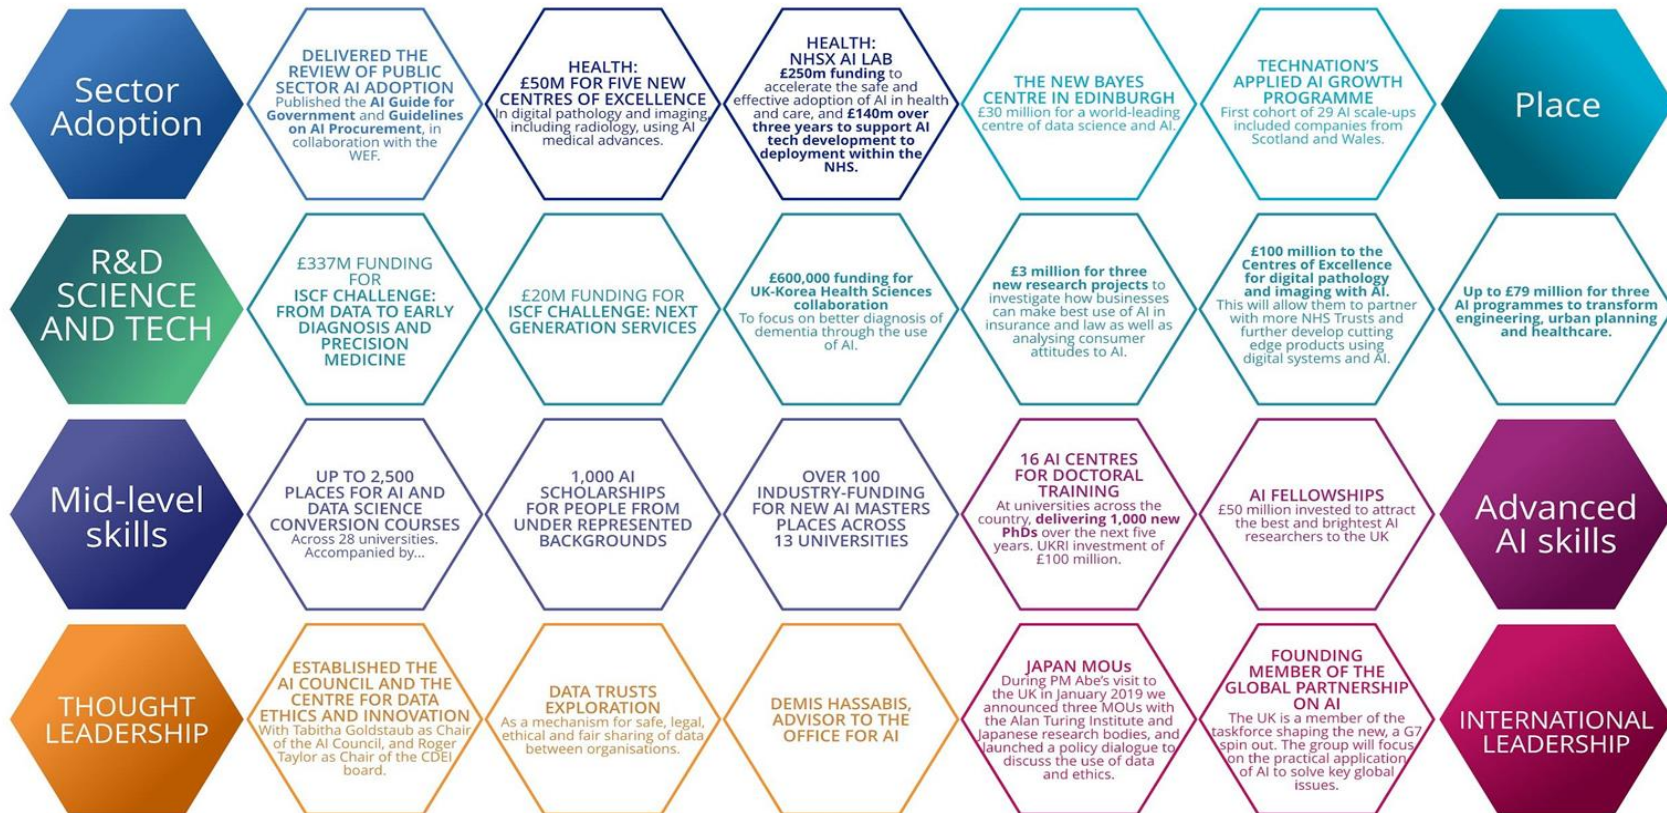 Sector
Adoption
DELIVERED THE
REVIEW OF PUBLIC
SECTOR AI ADOPTION
Published the AI Guide for
Government and Guidelines
on AI Procurement, in
collaboration with the
WEF.
HEALTH:
£50M FOR FIVE NEW
CENTRES OF EXCELLENCE
In digital pathology and imaging,
including radiology, using AI
medical advances.
HEALTH:
NHSX AI LAB
£250m funding to
accelerate the safe and
effective adoption of AI in health
and care, and £140m over
three years to support AI
tech development to
deployment within the
NHS.
THE NEW BAYES
CENTRE IN EDINBURGH
£30 million for a world-leading
centre of data science and AI.
TECHNATION'S
APPLIED AI GROWTH
PROGRAMME
First cohort of 29 AI scale-ups
included companies from
Scotland and Wales.
Place
R&D
SCIENCE
AND TECH
£337M FUNDING
FOR
ISCF CHALLENGE:
FROM DATA TO EARLY
DIAGNOSIS AND
PRECISION
MEDICINE
£20M FUNDING FOR
ISCF CHALLENGE: NEXT
GENERATION SERVICES
£600,000 funding for
UK-Korea Health Sciences
collaboration
To focus on better diagnosis of
dementia through the use
of AI.
£3 million for three
new research projects to
investigate how businesses
can make best use of AI in
insurance and law as well as
analysing consumer
attitudes to AI.
£100 million to the
Centres of Excellence
for digital pathology
and imaging with AI.
This will allow them to partner
with more NHS Trusts and
further develop cutting
edge products using
digital systems and AI.
Up to £79 million for three
AI programmes to transform
engineering, urban planning
and healthcare.
Mid-level
skills
UP TO 2,500
PLACES FOR AI AND
DATA SCIENCE
CONVERSION COURSES
Across 28 universities.
Accompanied by...
1,000 AI
SCHOLARSHIPS
FOR PEOPLE FROM
UNDER REPRESENTED
BACKGROUNDS
OVER 100
INDUSTRY-FUNDING
FOR NEW AI MASTERS
PLACES ACROSS
13 UNIVERSITIES
16 AI CENTRES
FOR DOCTORAL
TRAINING
At universities across the
country, delivering 1,000 new
PhDs over the next five
years. UKRI investment of
£100 million.
AI FELLOWSHIPS
£50 million invested to attract
the best and brightest AI
researchers to the UK
Advanced
AI skills
THOUGHT
LEADERSHIP
ESTABLISHED THE
AI COUNCIL AND THE
CENTRE FOR DATA
ETHICS AND INNOVATION
With Tabitha Goldstaub as Chair
of the AI Council, and Roger
Taylor as Chair of the CDEI
board.
DATA TRUSTS
EXPLORATION
As a mechanism for safe, legal,
ethical and fair sharing of data
between organisations.
DEMIS HASSABIS,
ADVISOR TO THE
OFFICE FOR AI
JAPAN MOUs
During PM Abe's visit to
the UK in January 2019 we
announced three MOUs with
the Alan Turing Institute and
Japanese research bodies, and
launched a policy dialogue to
discuss the use of data
and ethics.
FOUNDING
MEMBER OF THE
GLOBAL PARTNERSHIP
ON AI
The UK is a member of the
taskforce shaping the new, a G7
spin out. The group will focus
on the practical application
of AI to solve key global
issues.
INTERNATIONAL
LEADERSHIP